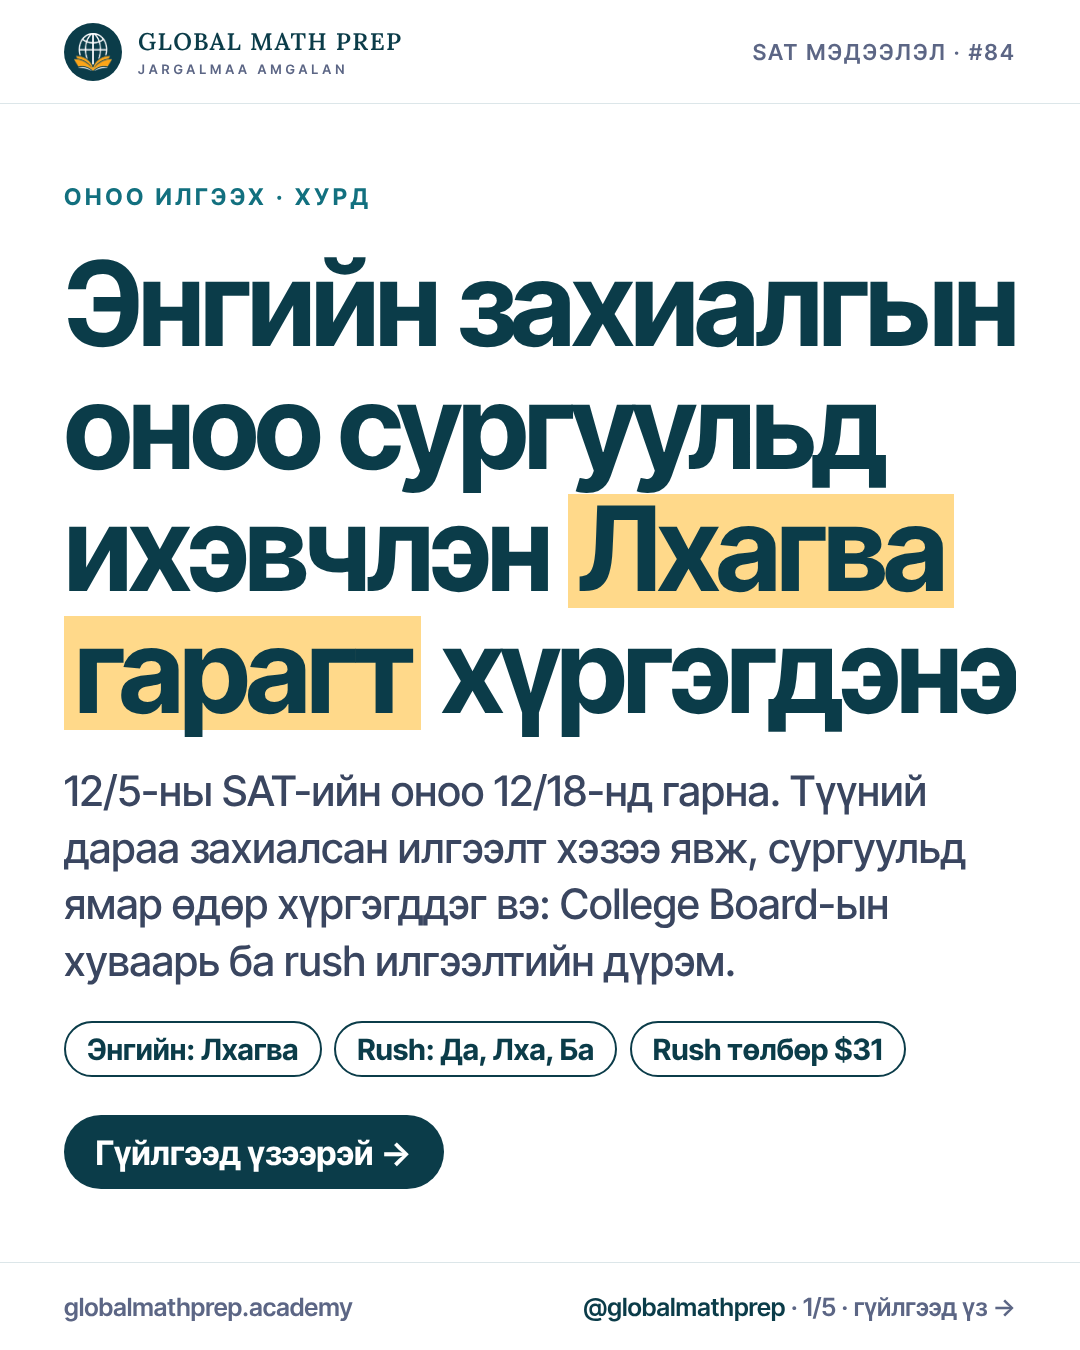 GLOBAL MATH PREP
JARGALMAA AMGALAN
SAT МЭДЭЭЛЭЛ · #84
ОНОО ИЛГЭЭХ · ХУРД
Энгийн захиалгын
оноо сургуульд
ихэвчлэн Лхагва
гарагт хүргэгдэнэ
12/5-ны SAT-ийн оноо 12/18-нд гарна. Түүний
дараа захиалсан илгээлт хэзээ явж, сургуульд
ямар өдөр хүргэгддэг вэ: College Board-ын
хуваарь ба rush илгээлтийн дүрэм.
Энгийн: Лхагва
Rush: Да, Лха, Ба
Rush төлбөр $31
Гүйлгээд үзээрэй →
globalmathprep.academy
@globalmathprep · 1/5 · гүйлгээд үз →